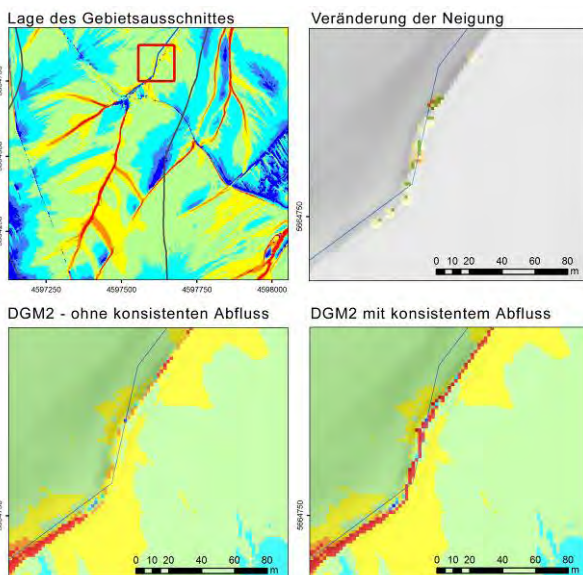 Lage des Gebietsausschnittes
Veränderung der Neigung
5664750
4597250 4597500 4597750 4598000
5664750
0 10 20 40 60 80
m
DGM2 - ohne konsistenten Abfluss
DGM2 mit konsistentem Abfluss
5664750
0 10 20 40 60 80
m
5664750
0 10 20 40 60 80
m